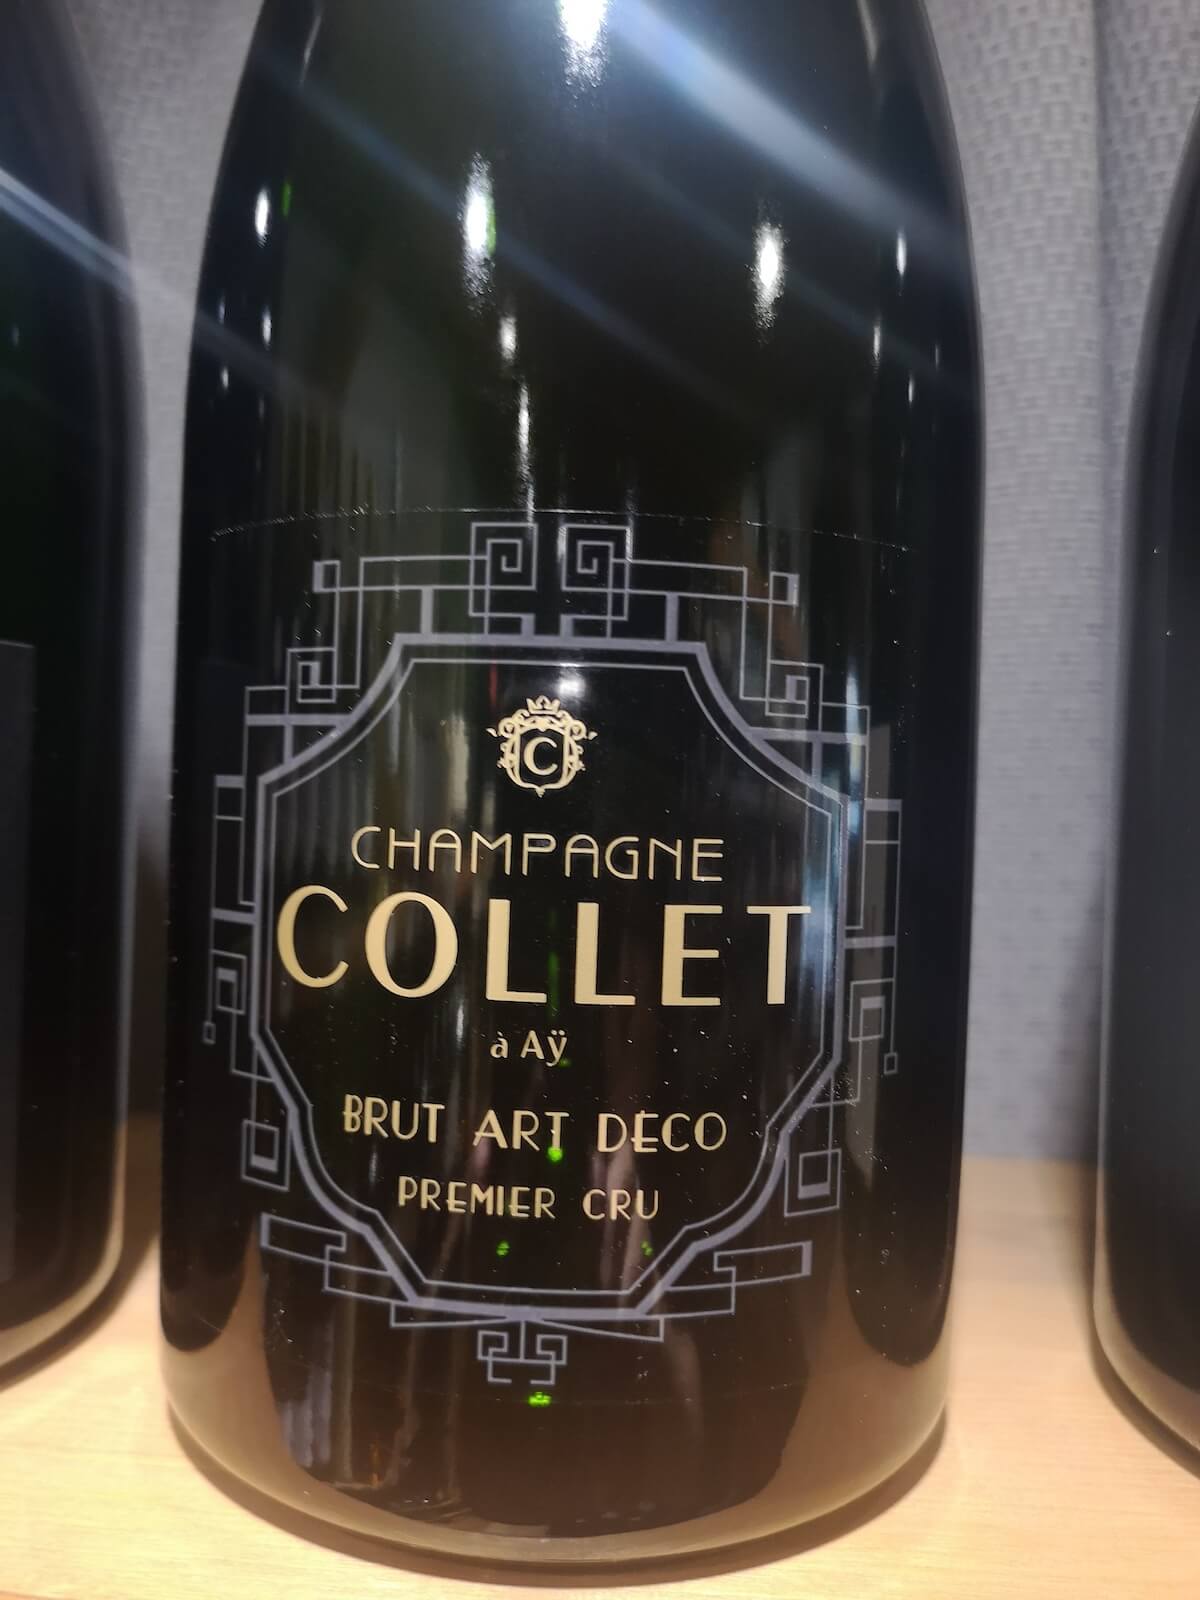 C
CHAMPAGNE
COLLET
à Aÿ
BRUT ART DECO
PREMIER CRU